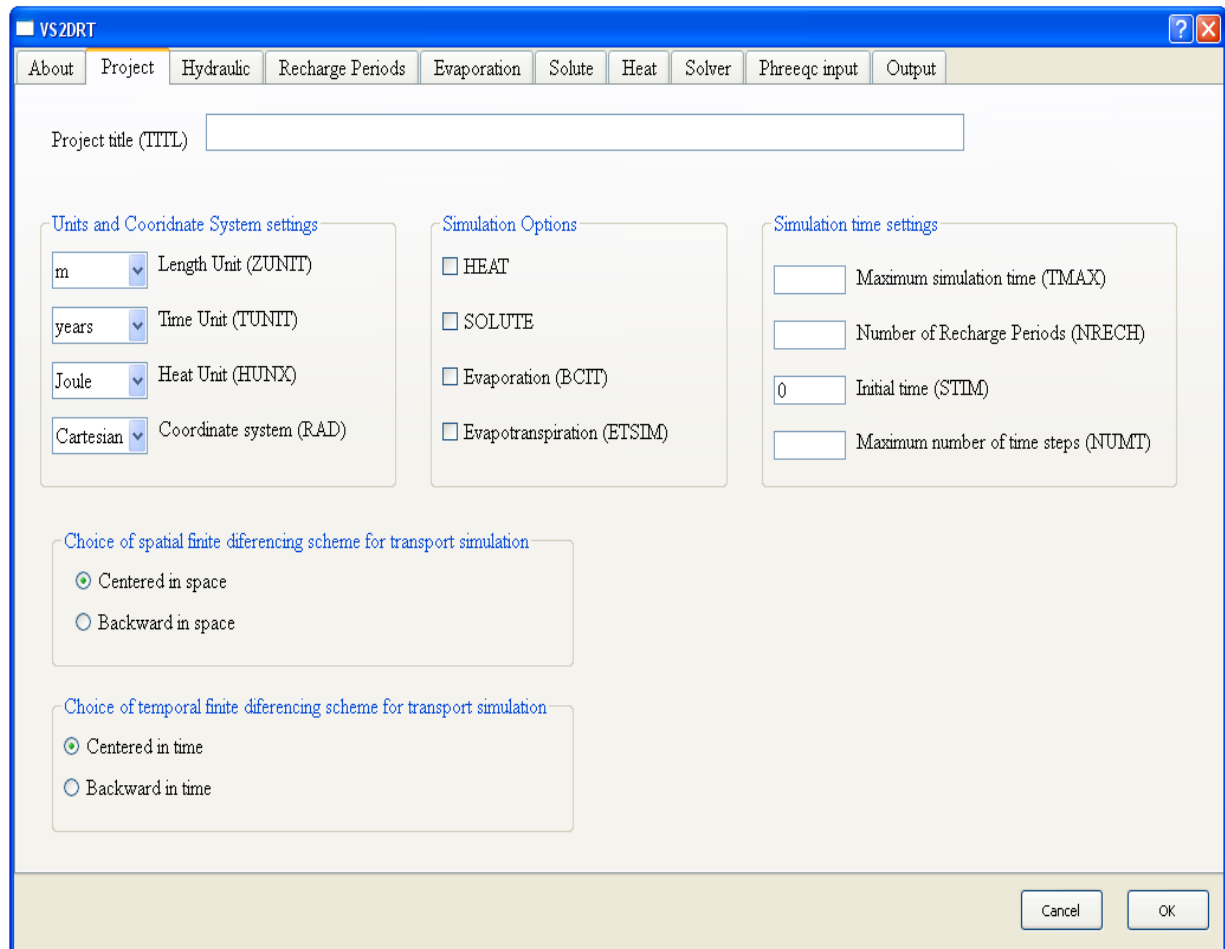 VS2DRT
About Project Hydraulic Recharge Periods Evaporation Solute Heat Solver Phreeqc input Output
Project title (TITL)
Units and Cooridnate System settings
m Length Unit (ZUNIT)
years Time Unit (TUNIT)
Joule Heat Unit (HUNX)
Cartesian Coordinate system (RAD)
Simulation Options
HEAT
SOLUTE
Evaporation (BCIT)
Evapotranspiration (ETSIM)
Simulation time settings
Maximum simulation time (TMAX)
Number of Recharge Periods (NRECH)
0 Initial time (STIM)
Maximum number of time steps (NUMT)
Choice of spatial finite diferencing scheme for transport simulation
Centered in space
Backward in space
Choice of temporal finite diferencing scheme for transport simulation
Centered in time
Backward in time
Cancel OK